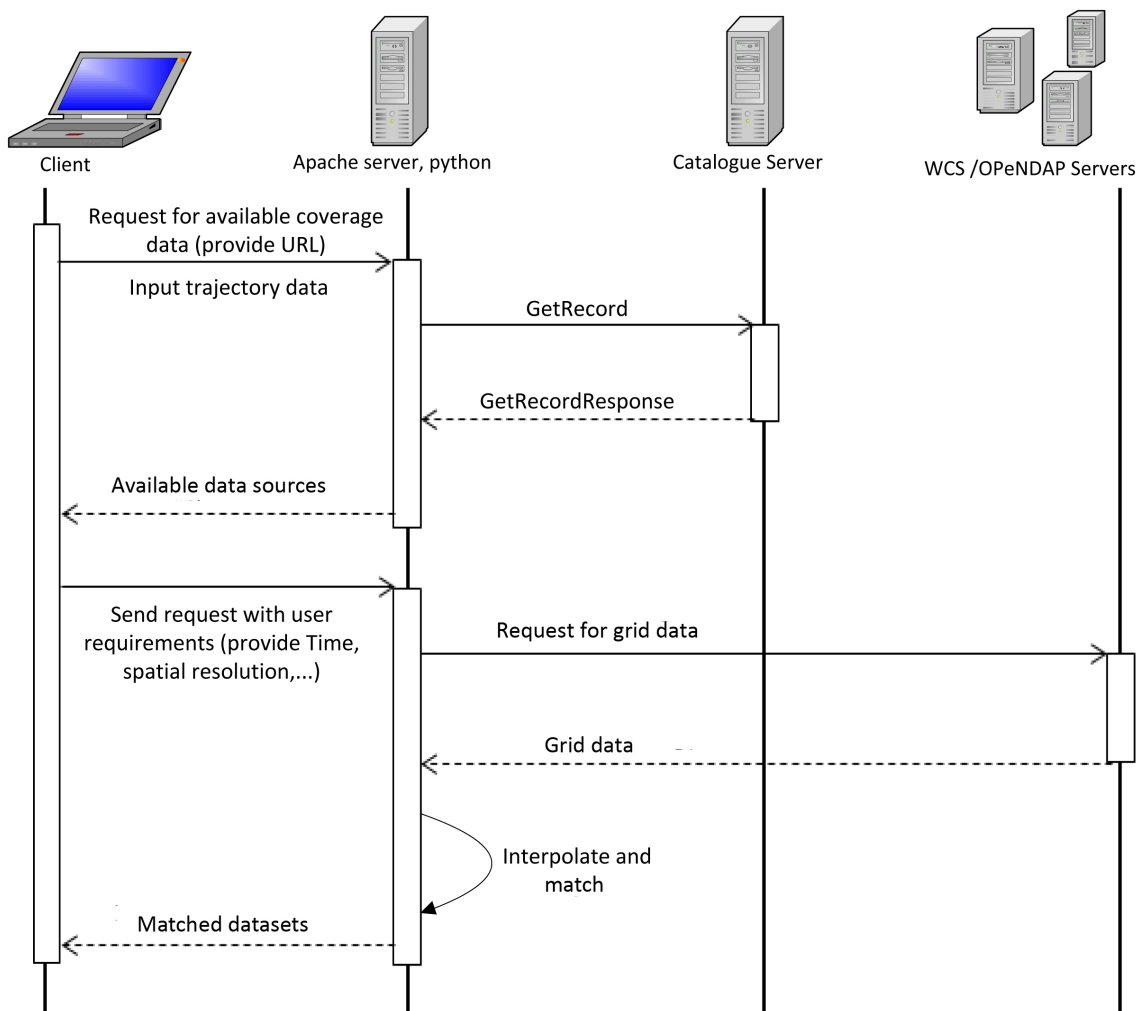 Client
Apache server, python
Catalogue Server
WCS /OPeNDAP Servers
Request for available coverage
data (provide URL)
Input trajectory data
GetRecord
GetRecordResponse
Available data sources
Send request with user
requirements (provide Time,
spatial resolution,...)
Request for grid data
Grid data
Interpolate and
match
Matched datasets